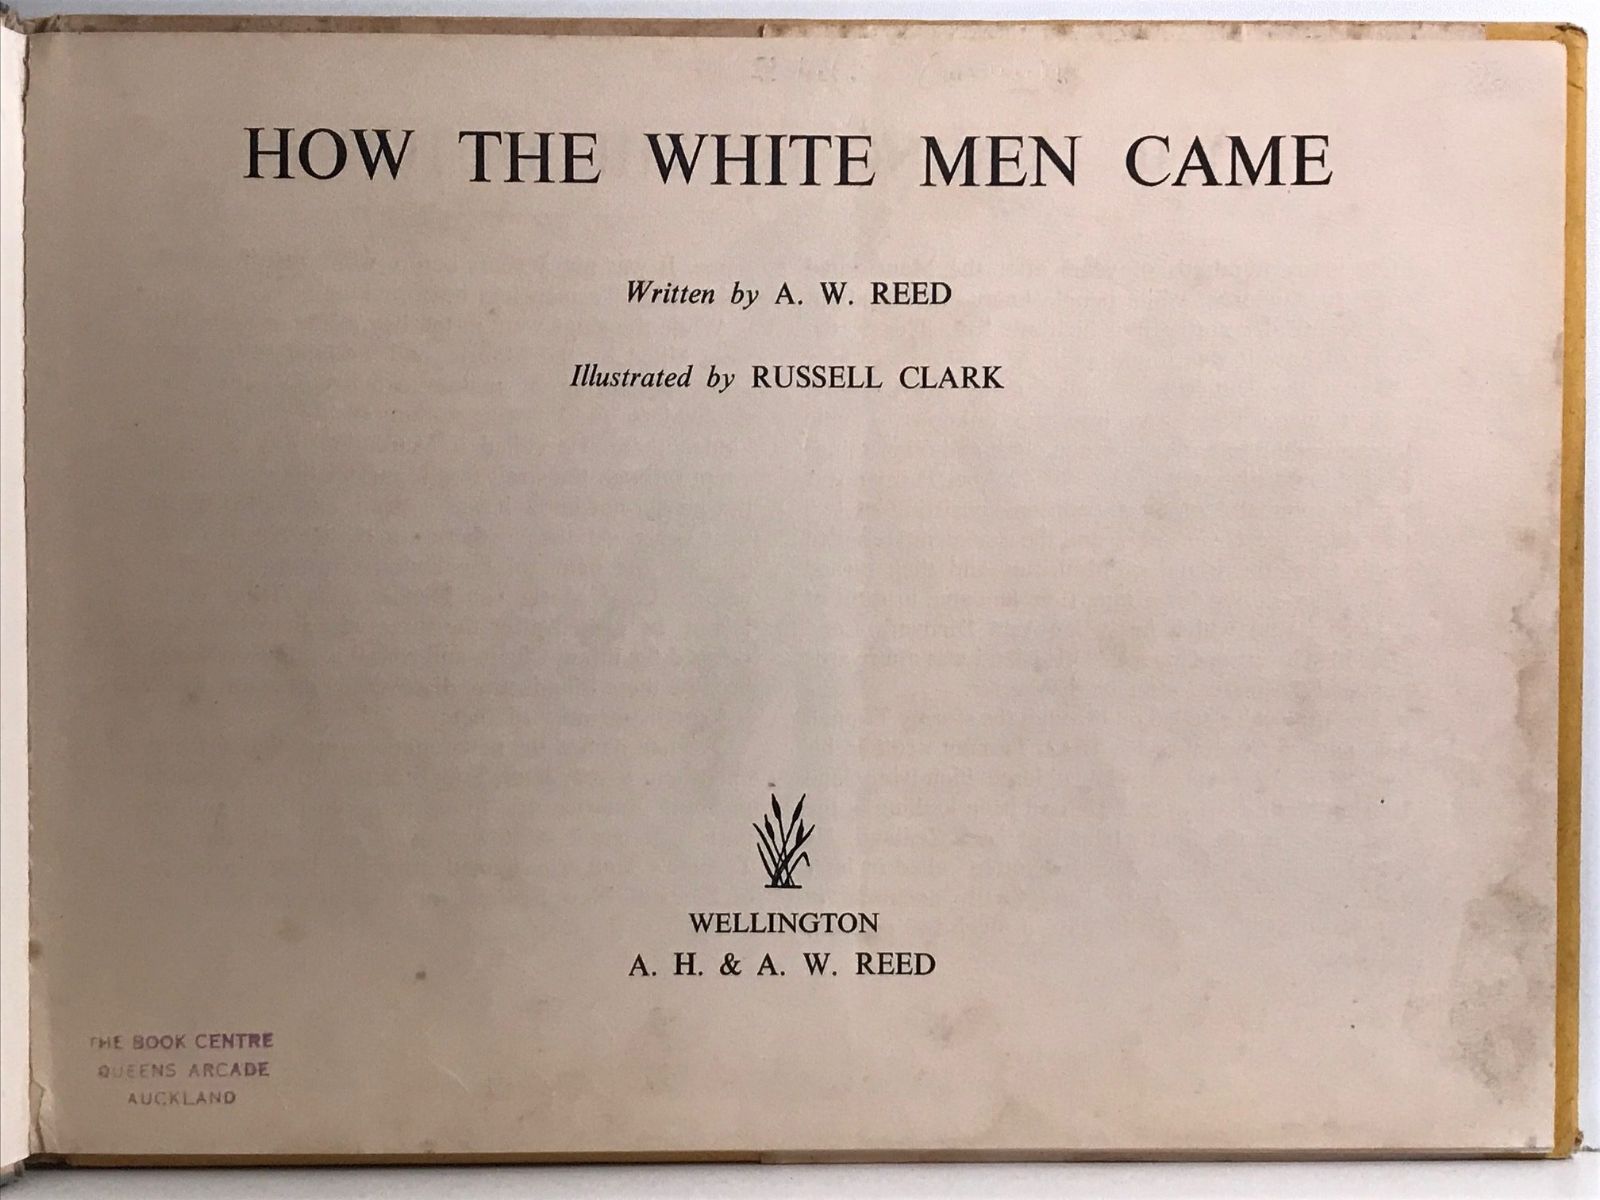 HOW THE WHITE MEN CAME
Written by A. W. REED
Illustrated by RUSSELL CLARK
WELLINGTON
A. H. & A. W. REED
THE BOOK CENTRE
QUEENS ARCADE
AUCKLAND